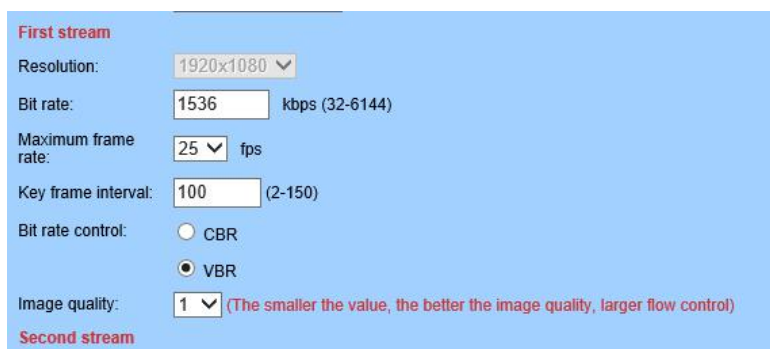 First stream
Resolution: 1920x1080
Bit rate: 1536 kbps (32-6144)
Maximum frame
rate: 25 fps
Key frame interval: 100 (2-150)
Bit rate control: CBR
VBR
Image quality: 1 (The smaller the value, the better the image quality, larger flow control)
Second stream